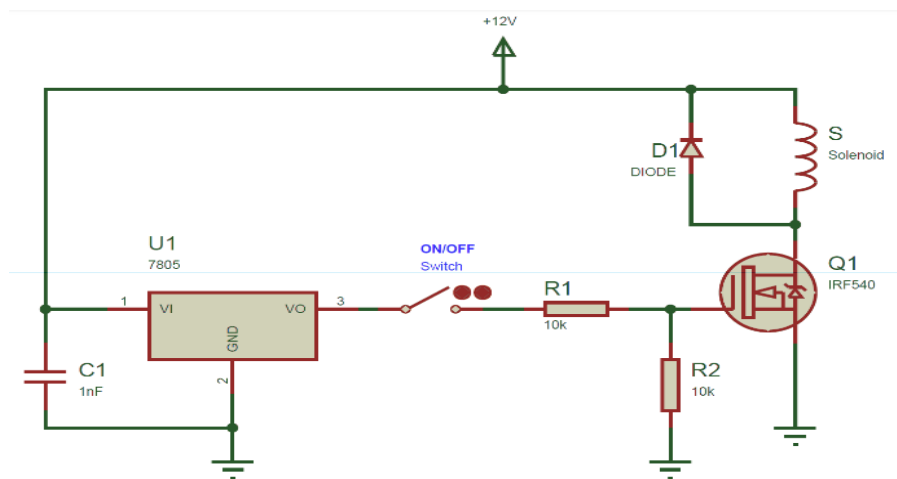 +12V
S
Solenoid
D1
DIODE
U1
7805
ON/OFF
Switch
Q1
IRF540
1
VI
VO
3
R1
10k
GND
2
C1
1nF
R2
10k